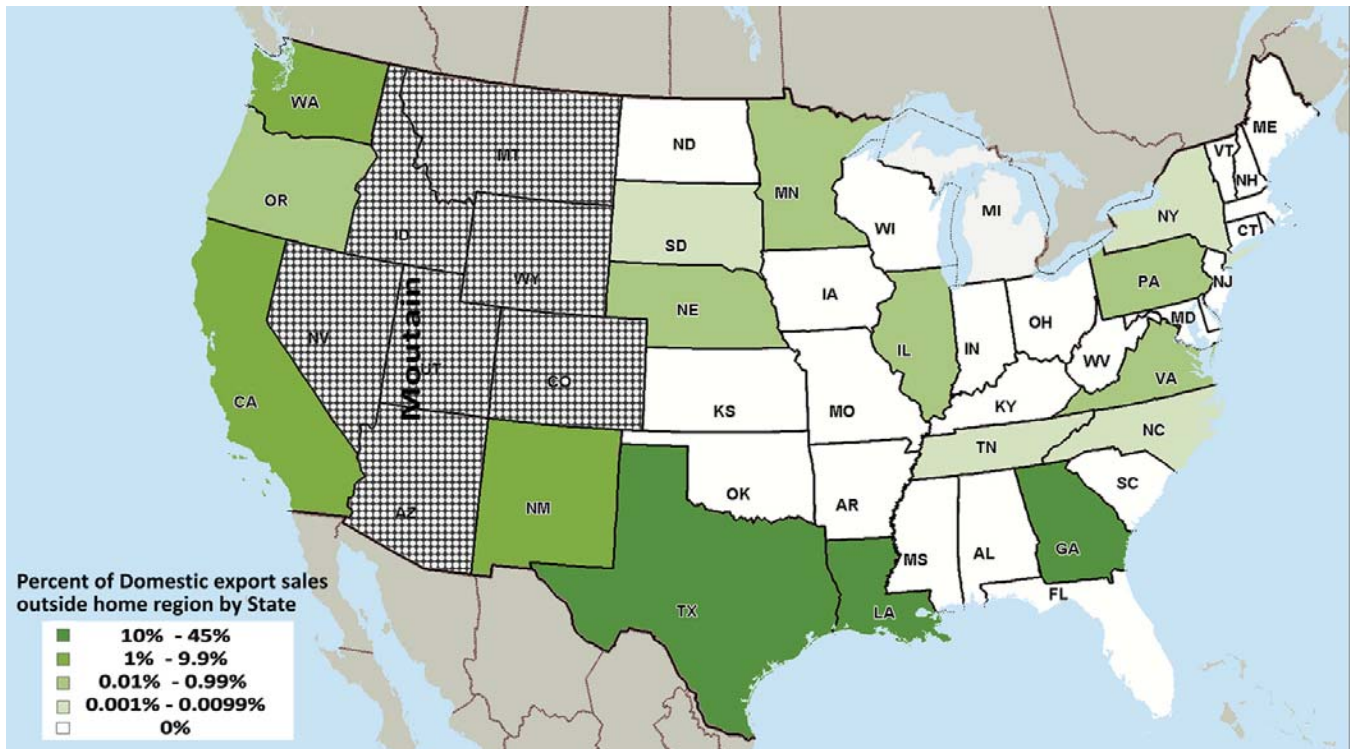 WA
MT
ND
MN
ME
VT
NH
OR
ID
WY
SD
WI
MI
NY
CT
NV
UT
Moutain
CO
NE
IA
IL
IN
OH
PA
NJ
MD
WV
VA
CA
KS
MO
KY
AZ
NM
OK
AR
TN
NC
SC
MS
AL
GA
TX
LA
FL
Percent of Domestic export sales
outside home region by State
10% - 45%
1% - 9.9%
0.01% - 0.99%
0.001% - 0.0099%
0%